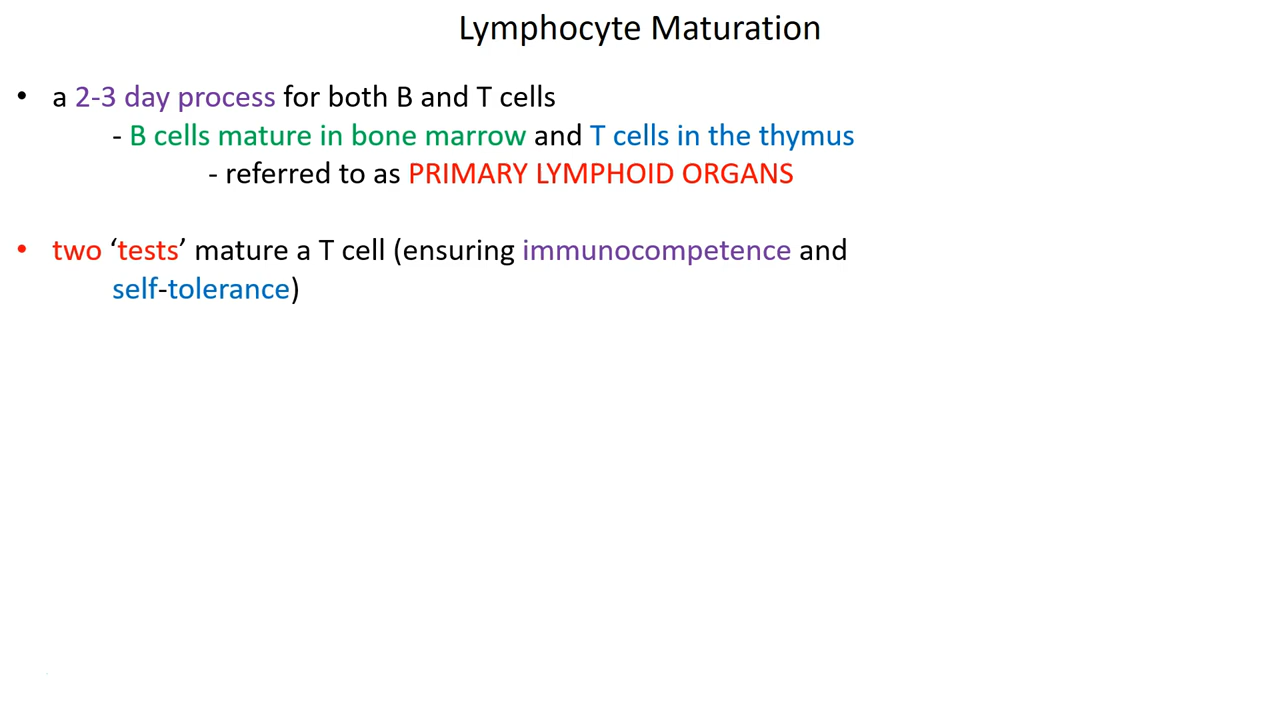 Lymphocyte Maturation
• a 2-3 day process for both B and T cells
- B cells mature in bone marrow and T cells in the thymus
- referred to as PRIMARY LYMPHOID ORGANS
• two ‘tests’ mature a T cell (ensuring immunocompetence and
self-tolerance)